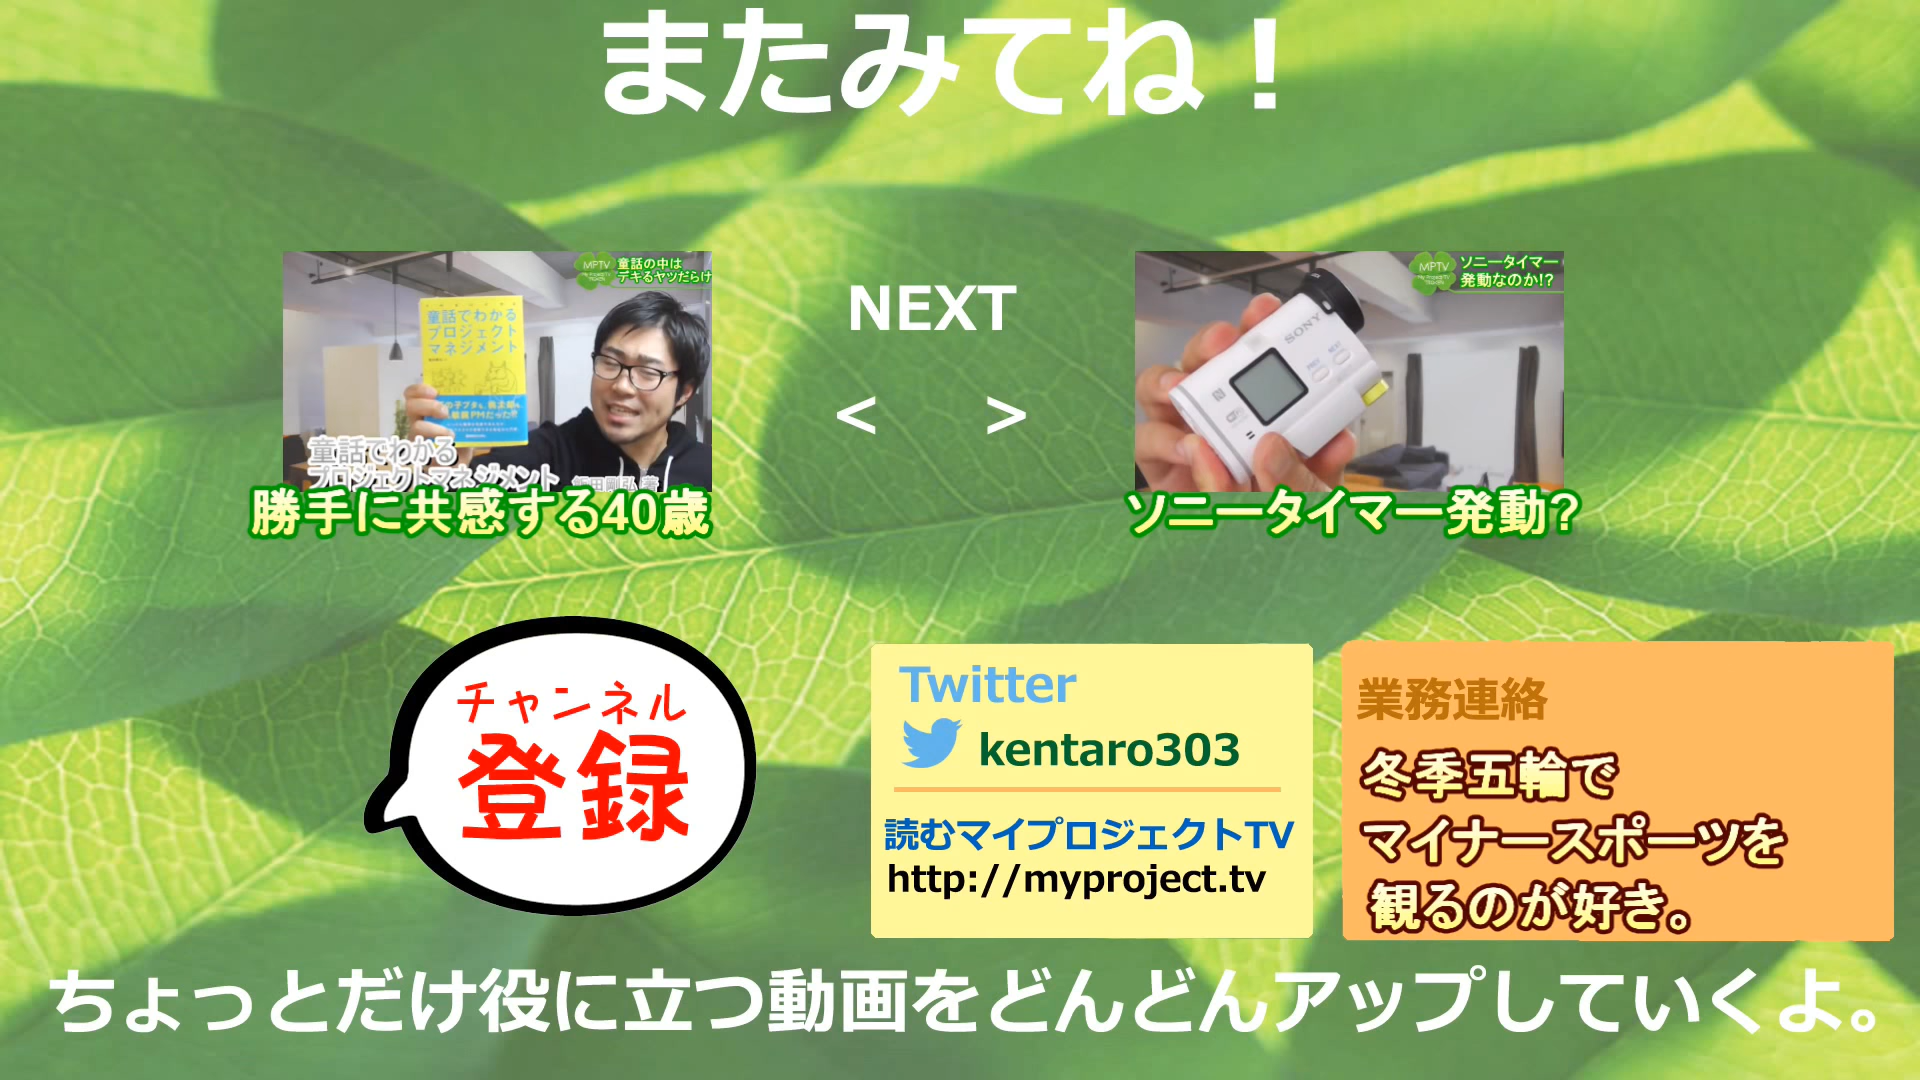 またみてね！
MPTV
童話の中は
デキるヤツだらけ
童話でわかる
プロジェクト
マネジメント
童話でわかる
プロジェクトマネジメント
飯田剛弘 著
勝手に共感する40歳
NEXT
< >
MPTV
ソニータイマー
発動なのか!?
SONY
PREV
NEXT
ソニータイマー発動?
チャンネル
登録
Twitter
kentaro303
読むマイプロジェクトTV
http://myproject.tv
業務連絡
冬季五輪で
マイナースポーツを
観るのが好き。
ちょっとだけ役に立つ動画をどんどんアップしていくよ。